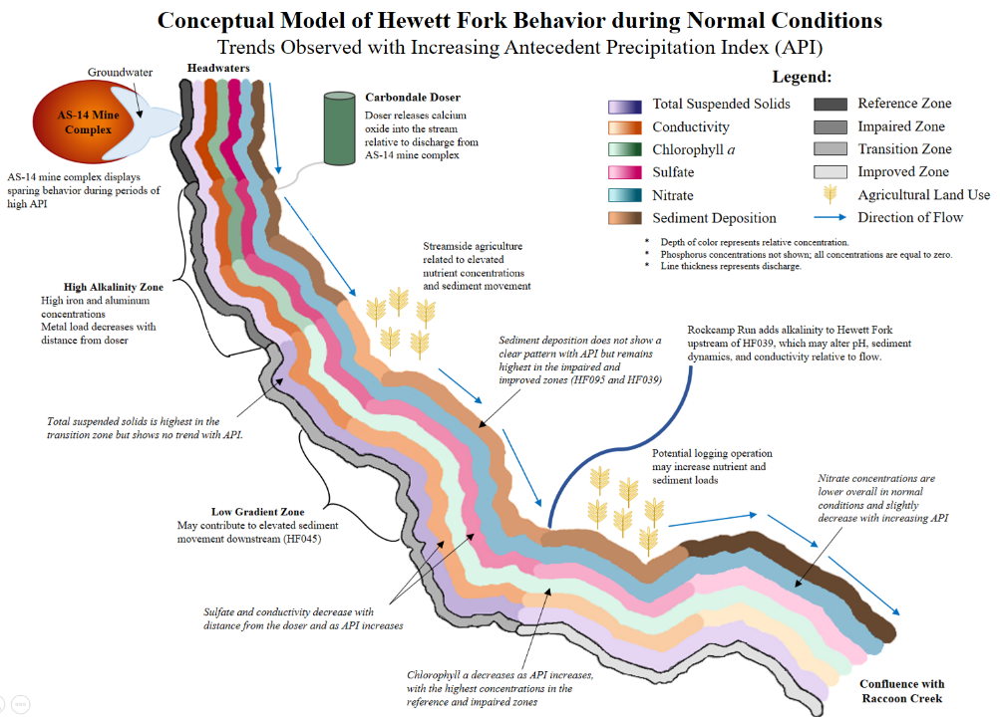 Conceptual Model of Hewett Fork Behavior during Normal Conditions
Trends Observed with Increasing Antecedent Precipitation Index (API)
Groundwater
Headwaters
AS-14 Mine
Complex
AS-14 mine complex displays
sparing behavior during periods of
high API
Carbondale Doser
Doser releases calcium
oxide into the stream
relative to discharge from
AS-14 mine complex
Legend:
Total Suspended Solids
Conductivity
Chlorophyll a
Sulfate
Nitrate
Sediment Deposition
Reference Zone
Impaired Zone
Transition Zone
Improved Zone
Agricultural Land Use
Direction of Flow
* Depth of color represents relative concentration.
* Phosphorus concentrations not shown; all concentrations are equal to zero.
* Line thickness represents discharge.
Streamside agriculture
related to elevated
nutrient concentrations
and sediment movement
High Alkalinity Zone
High iron and aluminum
concentrations
Metal load decreases with
distance from doser
Sediment deposition does not show a
clear pattern with API but remains
highest in the impaired and
improved zones (HF095 and HF039)
Rockcamp Run adds alkalinity to Hewett Fork
upstream of HF039, which may alter pH, sediment
dynamics, and conductivity relative to flow.
Total suspended solids is highest in the
transition zone but shows no trend with API.
Potential logging operation
may increase nutrient and
sediment loads
Nitrate concentrations are
lower overall in normal
conditions and slightly
decrease with increasing API
Low Gradient Zone
May contribute to elevated sediment
movement downstream (HF045)
Sulfate and conductivity decrease with
distance from the doser and as API increases
Chlorophyll a decreases as API increases,
with the highest concentrations in the
reference and impaired zones
Confluence with
Raccoon Creek